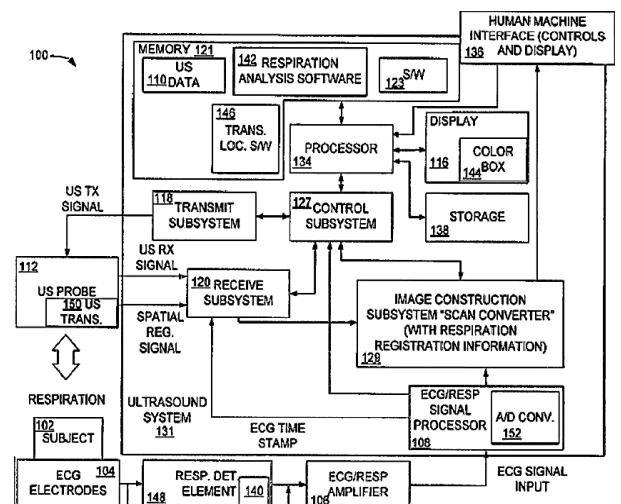 100
HUMAN MACHINE
INTERFACE (CONTROLS
AND DISPLAY)
136
MEMORY 121
US
110 DATA
142 RESPIRATION
ANALYSIS SOFTWARE
S/W
123
146
TRANS.
LOC. S/W
PROCESSOR
134
DISPLAY
116
COLOR
144 BOX
US TX
SIGNAL
118
TRANSMIT
SUBSYSTEM
127
CONTROL
SUBSYSTEM
STORAGE
138
112
US PROBE
150 US
TRANS.
US RX
SIGNAL
120 RECEIVE
SUBSYSTEM
SPATIAL
REG.
SIGNAL
IMAGE CONSTRUCTION
SUBSYSTEM "SCAN CONVERTER"
(WITH RESPIRATION
REGISTRATION INFORMATION)
128
RESPIRATION
ULTRASOUND
SYSTEM
131
ECG TIME
STAMP
ECG/RESP
SIGNAL
PROCESSOR
108
A/D CONV.
152
102
SUBJECT
ECG 104
ELECTRODES
RESP. DET.
ELEMENT
148
140
ECG/RESP
AMPLIFIER
106
ECG SIGNAL
INPUT